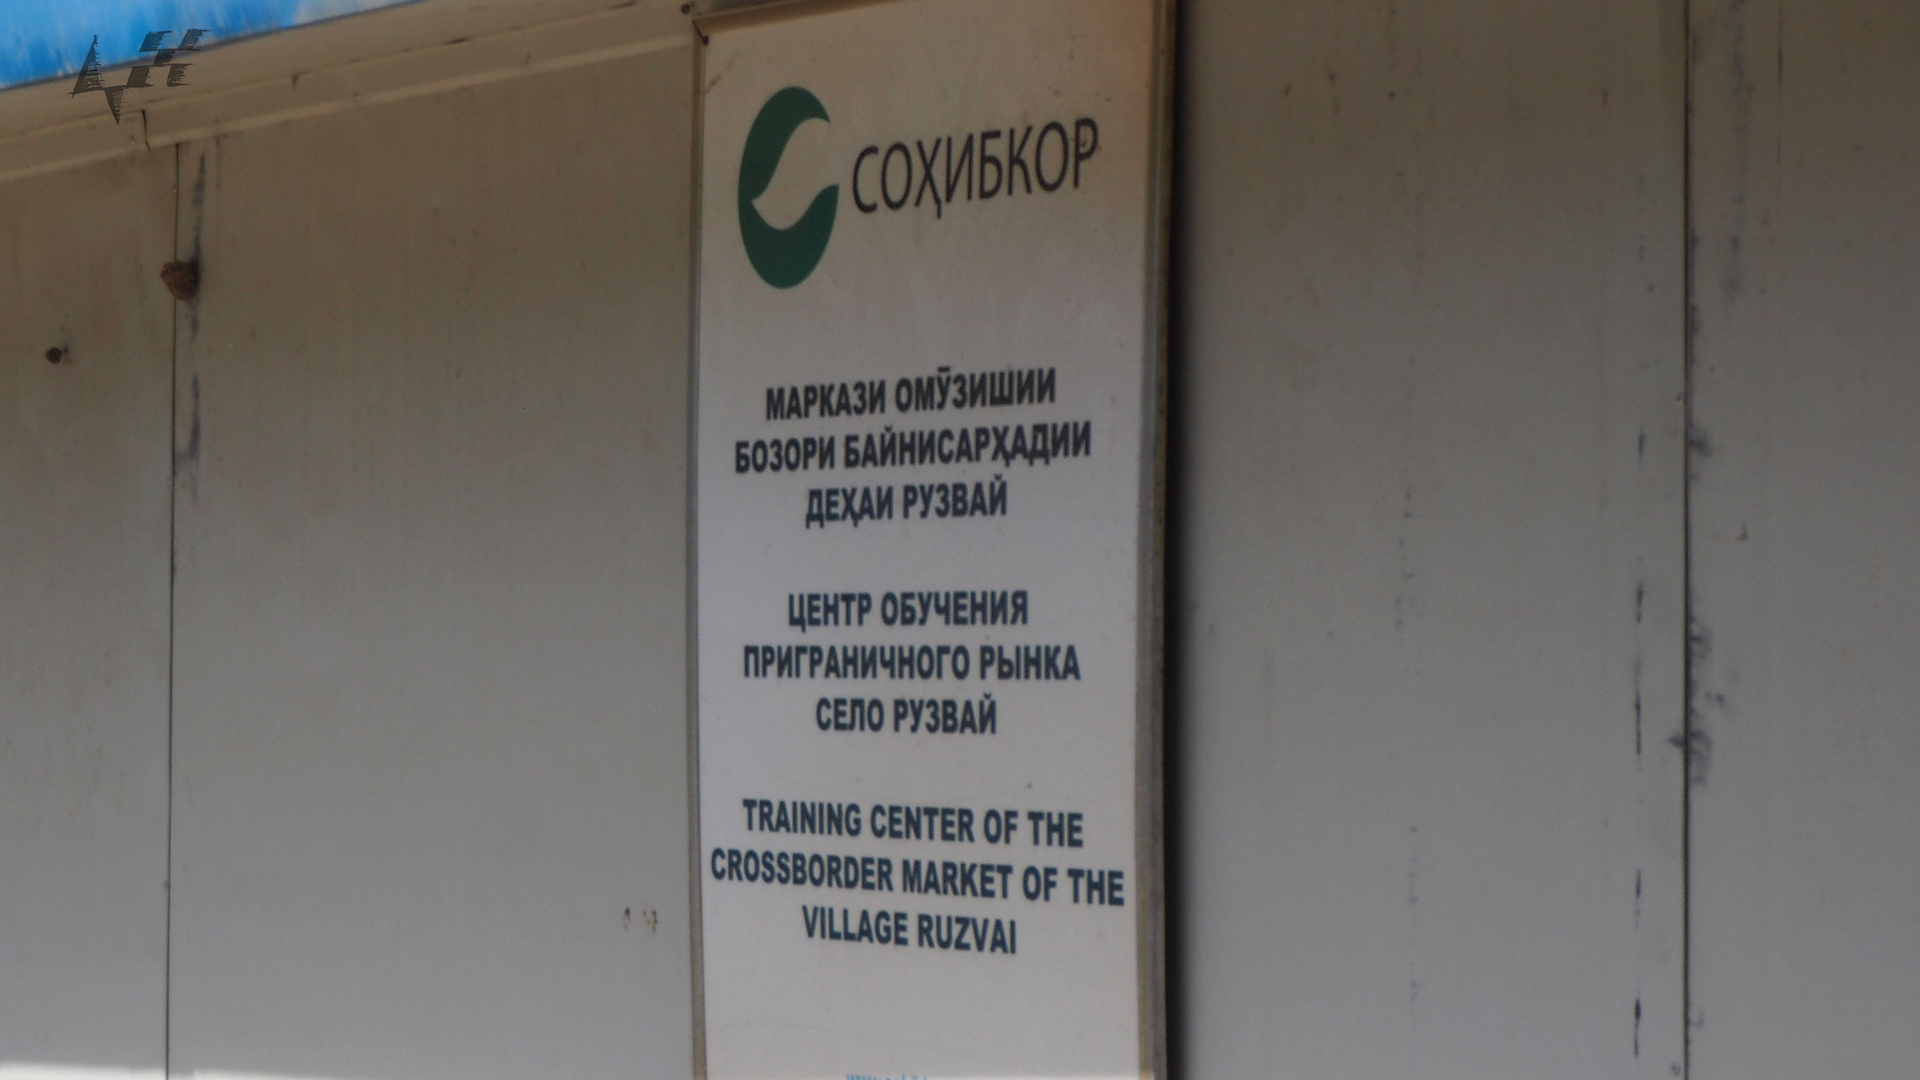 СОҲИБКОР
МАРКАЗИ ОМӮЗИШИИ
БОЗОРИ БАЙНИСАРҲАДИИ
ДЕҲАИ РУЗВАЙ
ЦЕНТР ОБУЧЕНИЯ
ПРИГРАНИЧНОГО РЫНКА
СЕЛО РУЗВАЙ
TRAINING CENTER OF THE
CROSSBORDER MARKET OF THE
VILLAGE RUZVAI